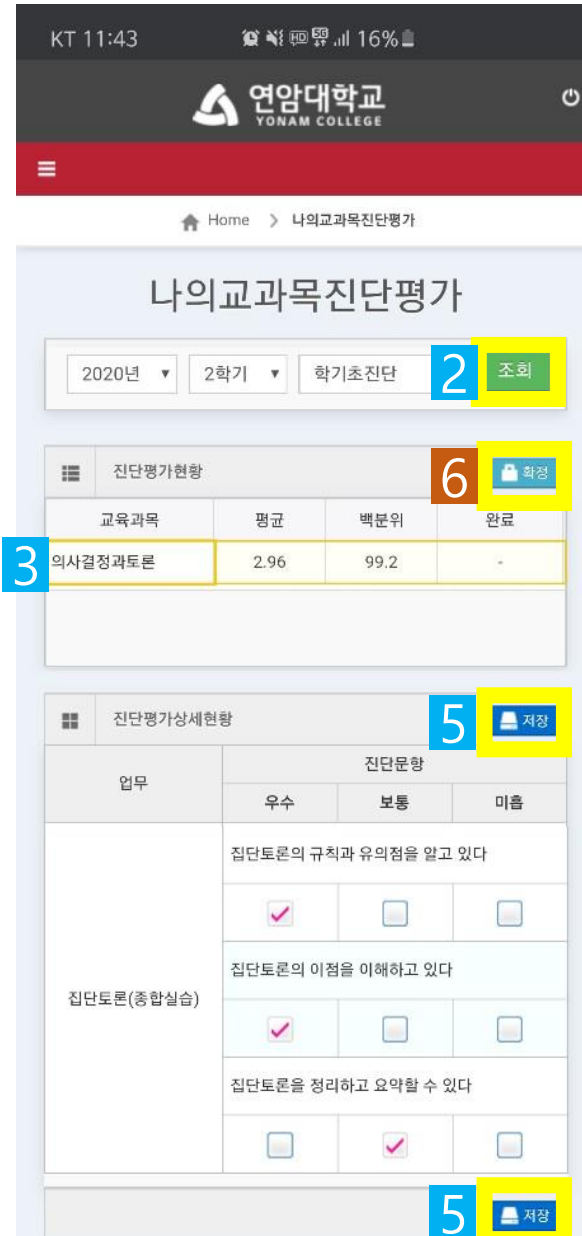 KT 11:43 HD 5G 16%
연암대학교
YONAM COLLEGE
Home > 나의교과목진단평가
나의교과목진단평가
2020년 ▼ 2학기 ▼ 학기초진단 2 조회
진단평가현황 6 확정
교육과목 평균 백분위 완료
3 의사결정과토론 2.96 99.2 -
진단평가상세현황 5 저장
업무 진단문항
우수 보통 미흡
집단토론의 규칙과 유의점을 알고 있다
집단토론의 이점을 이해하고 있다
집단토론(종합실습)
집단토론을 정리하고 요약할 수 있다
5 저장